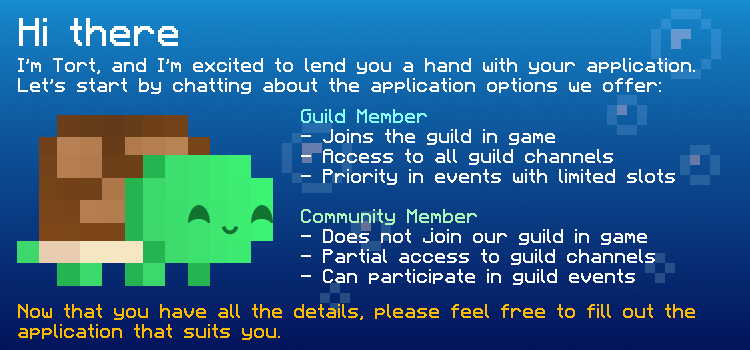 Hi there
I'm Tort, and I'm excited to lend you a hand with your application.
Let's start by chatting about the application options we offer:
Guild Member
- Joins the guild in game
- Access to all guild channels
- Priority in events with limited slots
Community Member
- Does not Join our guild in game
- Partial access to guild channels
- Can participate in guild events
Now that you have all the details, please feel free to fill out the
application that suits you.